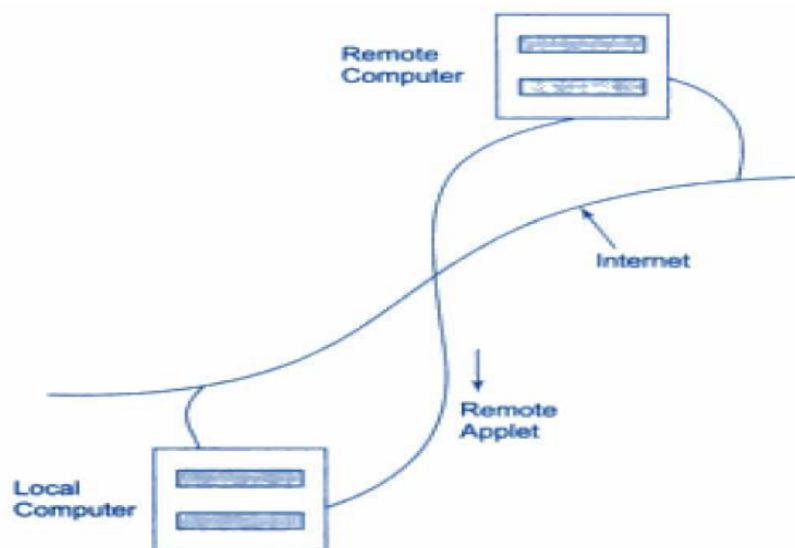 Remote
Computer
Internet
Remote
Applet
Local
Computer